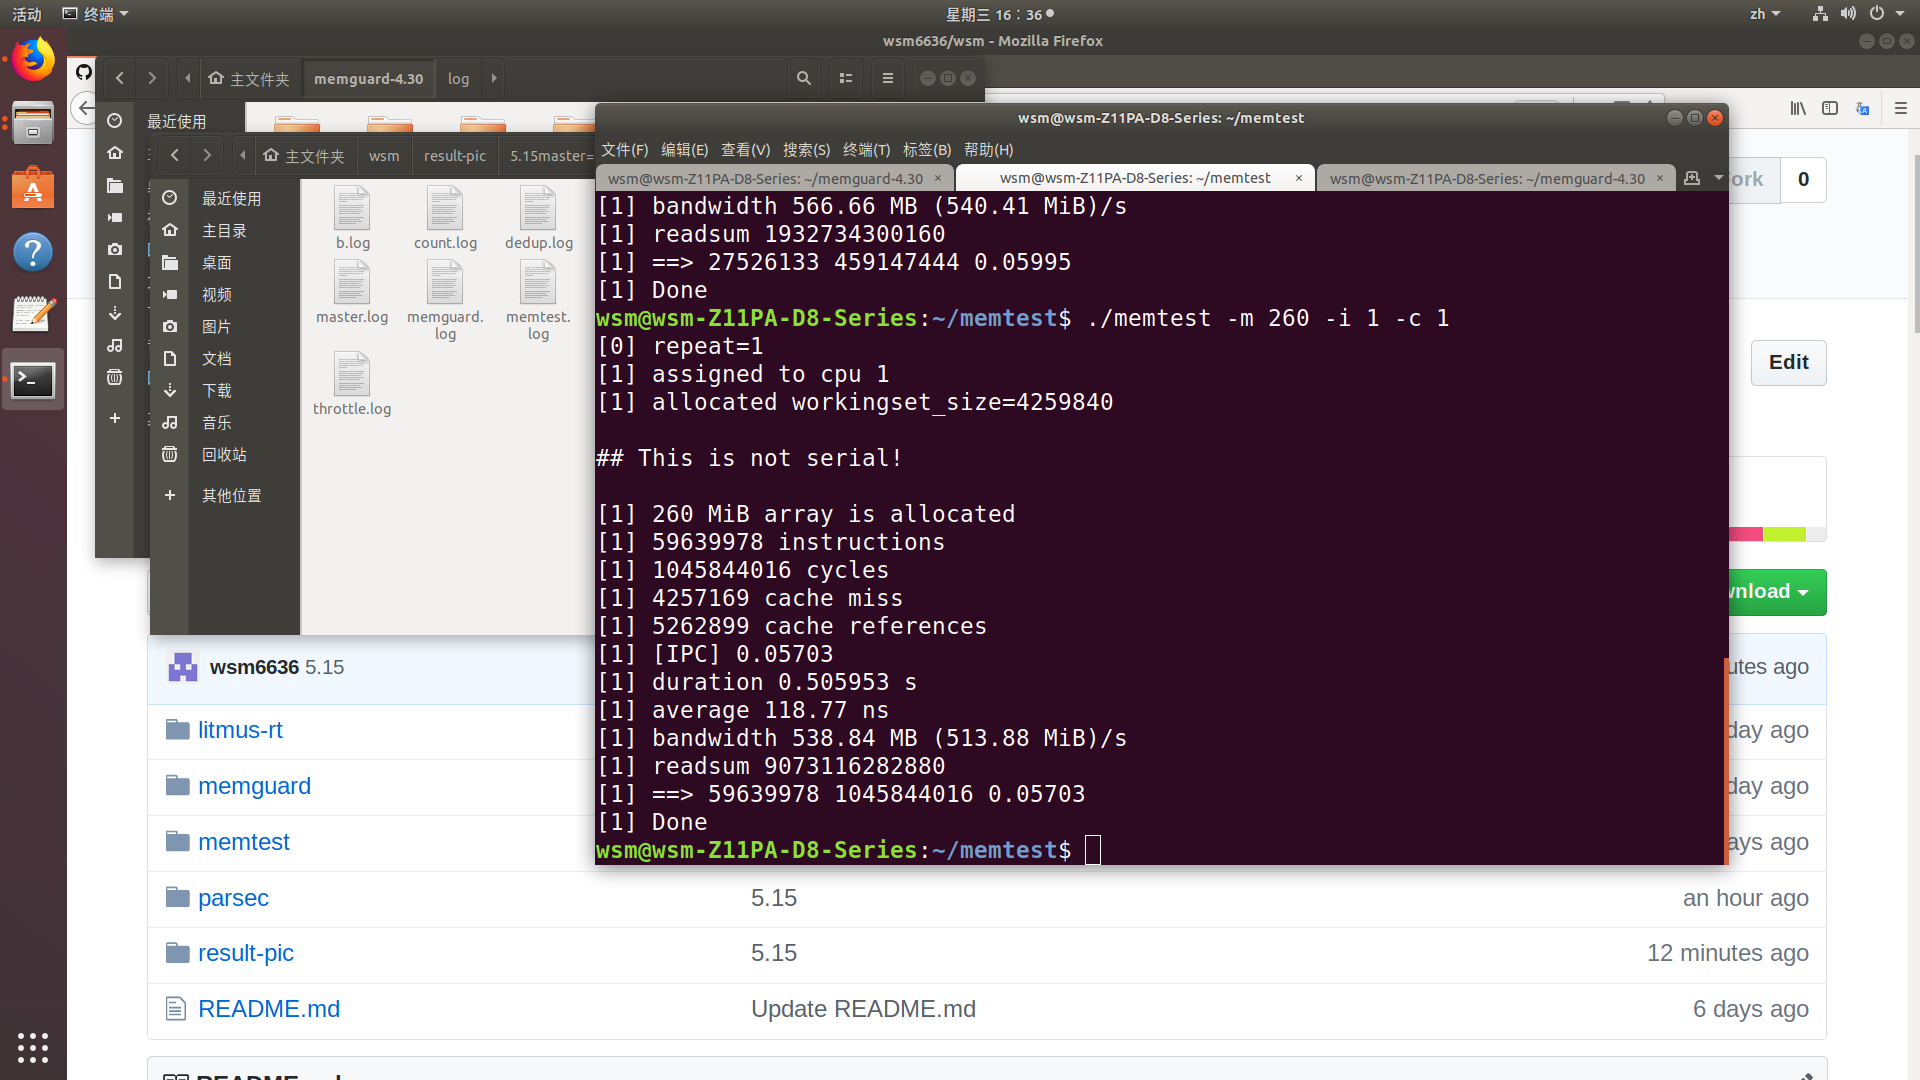 活动
终端
星期三 16：36
zh
wsm6636/wsm - Mozilla Firefox
主文件夹
memguard-4.30
log
最近使用
主文件夹
wsm
result-pic
5.15master=
最近使用
主目录
桌面
视频
图片
文档
下载
音乐
回收站
其他位置
b.log
count.log
dedup.log
master.log
memguard.
log
memtest.
log
throttle.log
wsm@wsm-Z11PA-D8-Series: ~/memtest
文件(F) 编辑(E) 查看(V) 搜索(S) 终端(T) 标签(B) 帮助(H)
wsm@wsm-Z11PA-D8-Series: ~/memguard-4.30 ×
wsm@wsm-Z11PA-D8-Series: ~/memtest ×
wsm@wsm-Z11PA-D8-Series: ~/memguard-4.30 ×
[1] bandwidth 566.66 MB (540.41 MiB)/s
[1] readsum 1932734300160
[1] ==> 27526133 459147444 0.05995
[1] Done
wsm@wsm-Z11PA-D8-Series:~/memtest$ ./memtest -m 260 -i 1 -c 1
[0] repeat=1
[1] assigned to cpu 1
[1] allocated workingset_size=4259840
## This is not serial!
[1] 260 MiB array is allocated
[1] 59639978 instructions
[1] 1045844016 cycles
[1] 4257169 cache miss
[1] 5262899 cache references
[1] [IPC] 0.05703
[1] duration 0.505953 s
[1] average 118.77 ns
[1] bandwidth 538.84 MB (513.88 MiB)/s
[1] readsum 9073116282880
[1] ==> 59639978 1045844016 0.05703
[1] Done
wsm@wsm-Z11PA-D8-Series:~/memtest$
ork 0
Edit
wnload
wsm6636 5.15
utes ago
litmus-rt
day ago
memguard
day ago
memtest
ays ago
parsec 5.15 an hour ago
result-pic 5.15 12 minutes ago
README.md Update README.md 6 days ago